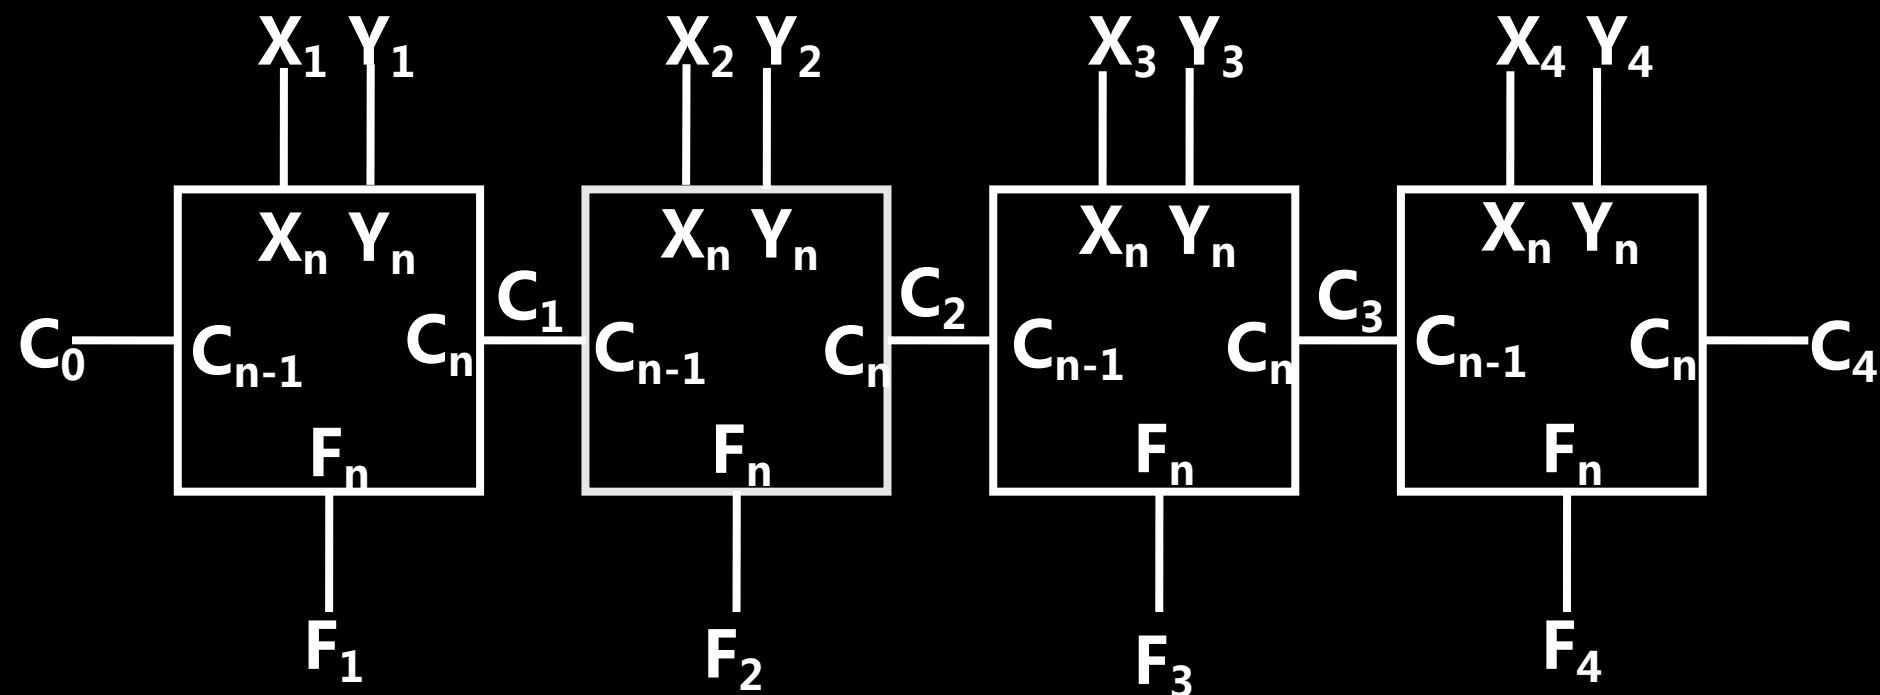 X₁ Y₁ X₂ Y₂ X₃ Y₃ X₄ Y₄
Xₙ Yₙ Xₙ Yₙ Xₙ Yₙ Xₙ Yₙ
C₁ C₂ C₃
C₀ Cₙ₋₁ Cₙ Cₙ₋₁ Cₙ Cₙ₋₁ Cₙ Cₙ₋₁ Cₙ C₄
Fₙ Fₙ Fₙ Fₙ
F₁ F₂ F₃ F₄